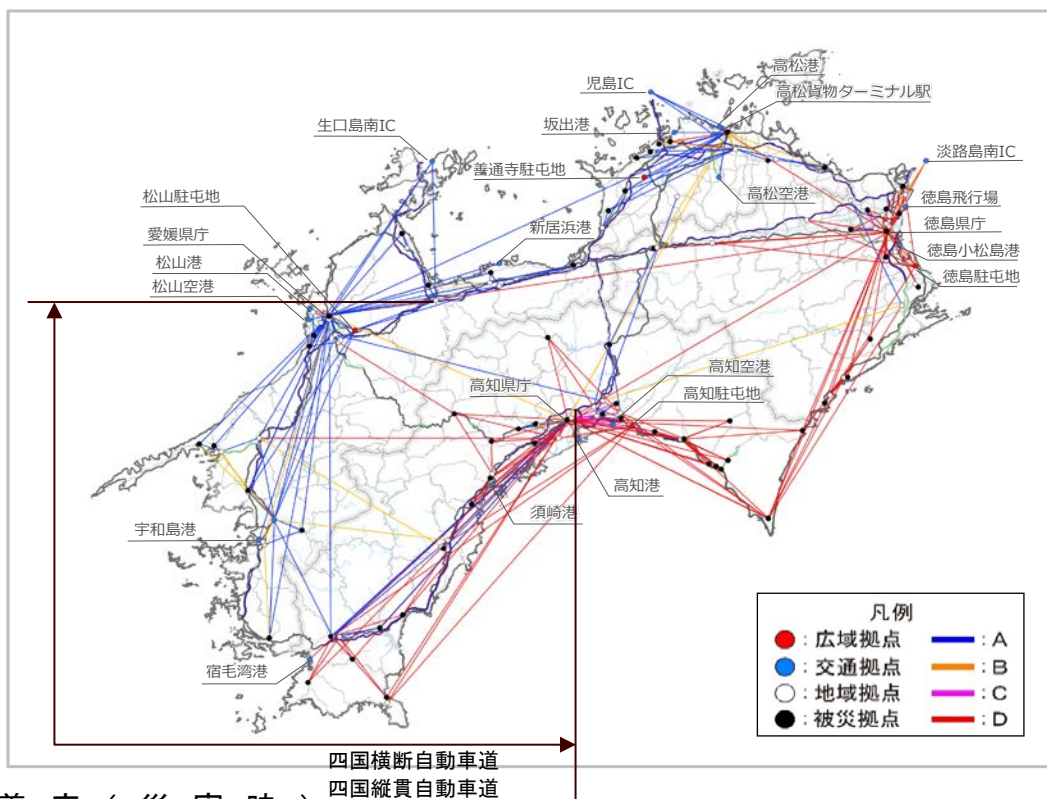 高松港
児島IC
高松貨物ターミナル駅
坂出港
生口島南IC
淡路島南IC
善通寺駐屯地
松山駐屯地
高松空港
徳島飛行場
愛媛県庁
新居浜港
徳島県庁
松山港
徳島小松島港
松山空港
徳島駐屯地
高知空港
高知県庁
高知駐屯地
高知港
須崎港
宇和島港
宿毛湾港
凡例
:広域拠点 :A
:交通拠点 :B
:地域拠点 :C
:被災拠点 :D
四国横断自動車道
四国縦貫自動車道